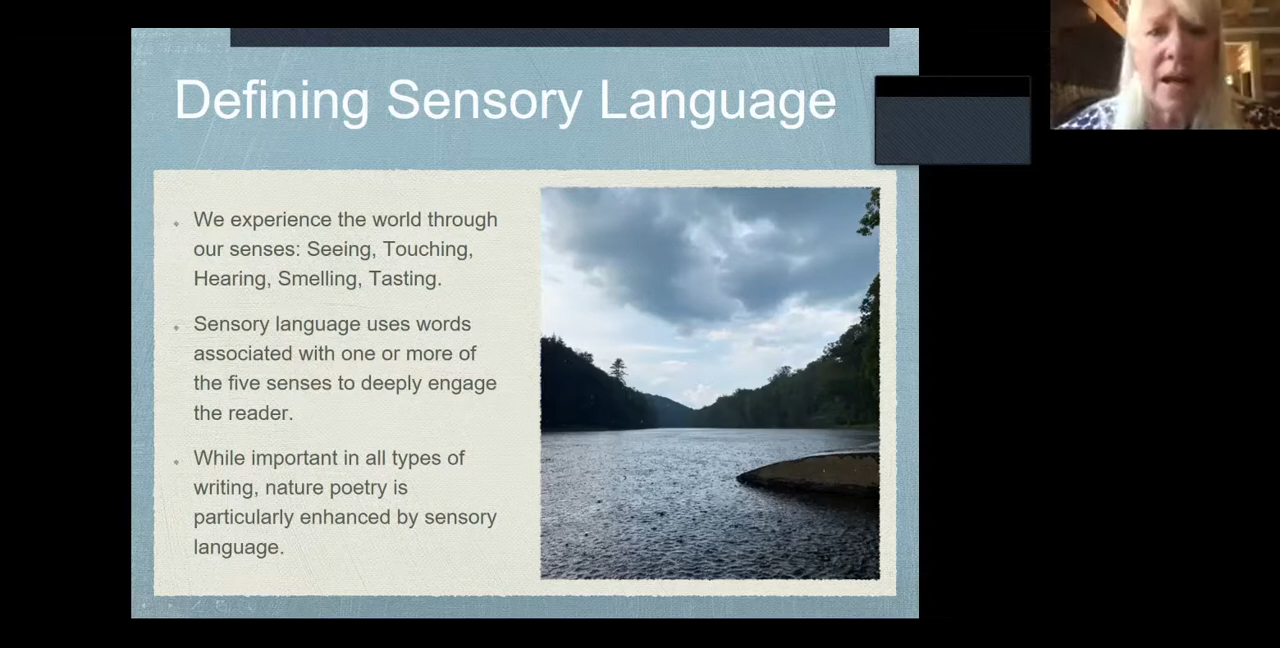 Defining Sensory Language
We experience the world through
our senses: Seeing, Touching,
Hearing, Smelling, Tasting.
Sensory language uses words
associated with one or more of
the five senses to deeply engage
the reader.
While important in all types of
writing, nature poetry is
particularly enhanced by sensory
language.